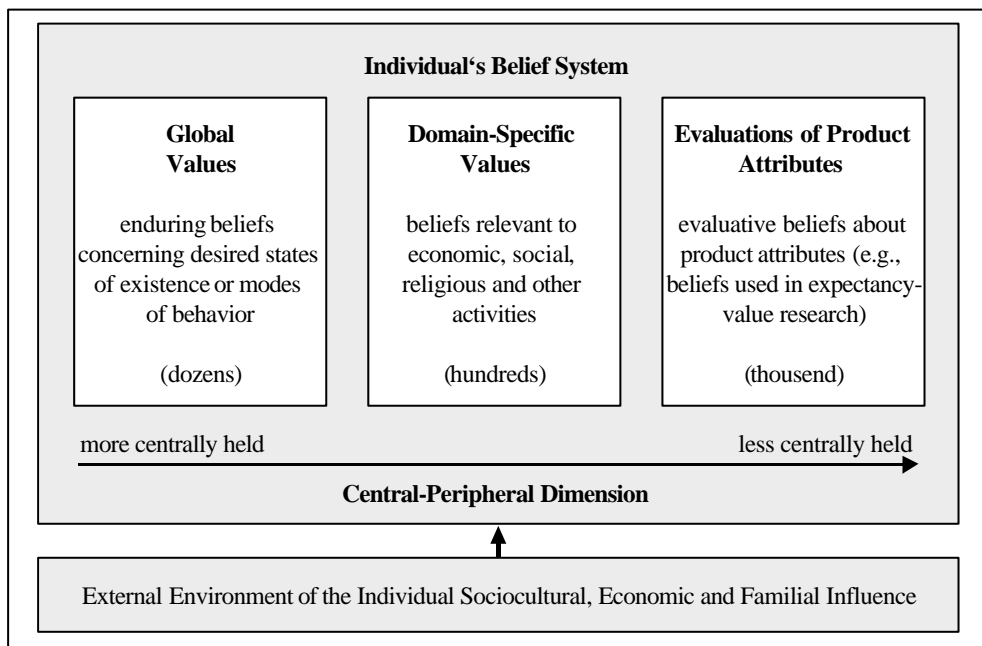 Individual‘s Belief System
Global
Values
enduring beliefs
concerning desired states
of existence or modes
of behavior
(dozens)
Domain-Specific
Values
beliefs relevant to
economic, social,
religious and other
activities
(hundreds)
Evaluations of Product
Attributes
evaluative beliefs about
product attributes (e.g.,
beliefs used in expectancy-
value research)
(thousend)
more centrally held
less centrally held
Central-Peripheral Dimension
External Environment of the Individual Sociocultural, Economic and Familial Influence